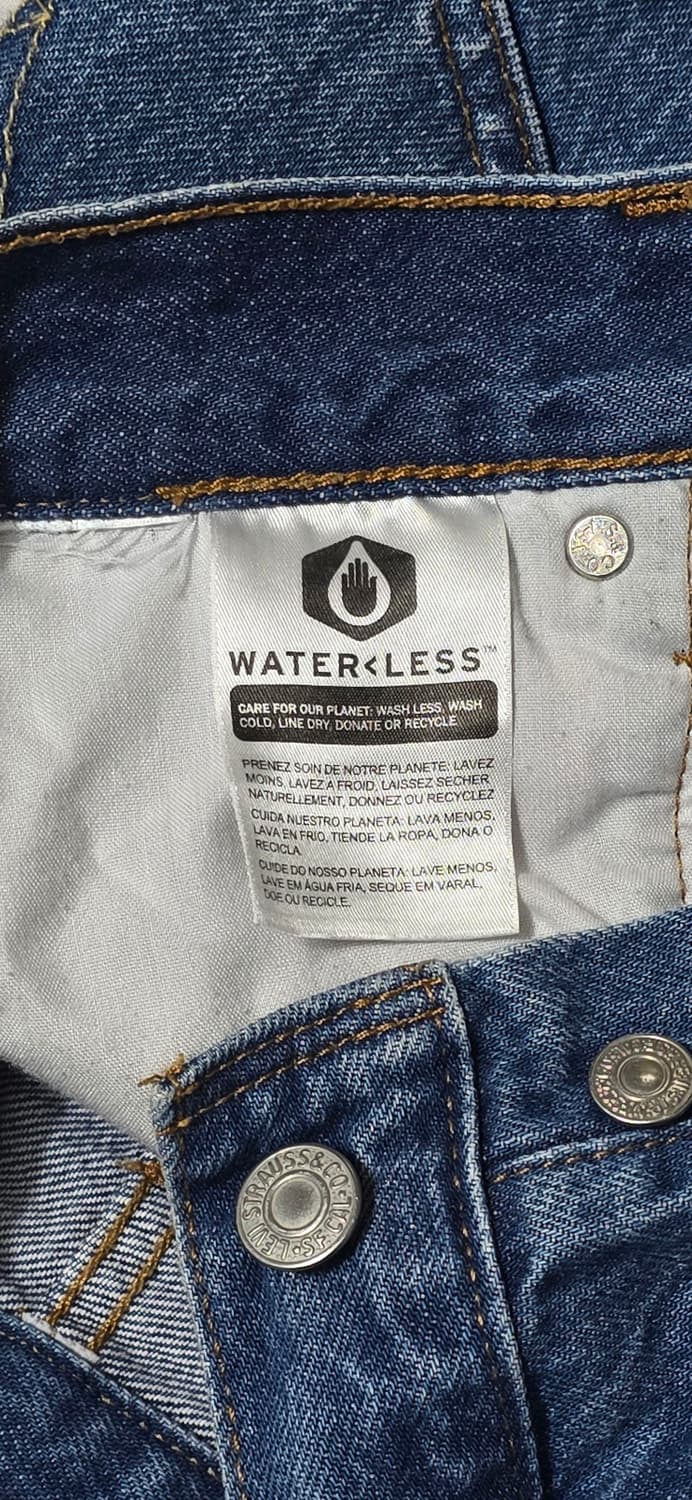 WATER<LESS™
CARE FOR OUR PLANET: WASH LESS, WASH
COLD, LINE DRY, DONATE OR RECYCLE
PRENEZ SOIN DE NOTRE PLANETE: LAVEZ
MOINS, LAVEZ A FROID, LAISSEZ SECHER
NATURELLEMENT, DONNEZ OU RECYCLEZ
CUIDA NUESTRO PLANETA: LAVA MENOS,
LAVA EN FRIO, TIENDE LA ROPA, DONA O
RECICLA.
CUIDE DO NOSSO PLANETA: LAVE MENOS,
LAVE EM ÁGUA FRIA, SEQUE EM VARAL,
DOE OU RECICLE.
LEVI STRAUSS & CO. S.F. CAL.